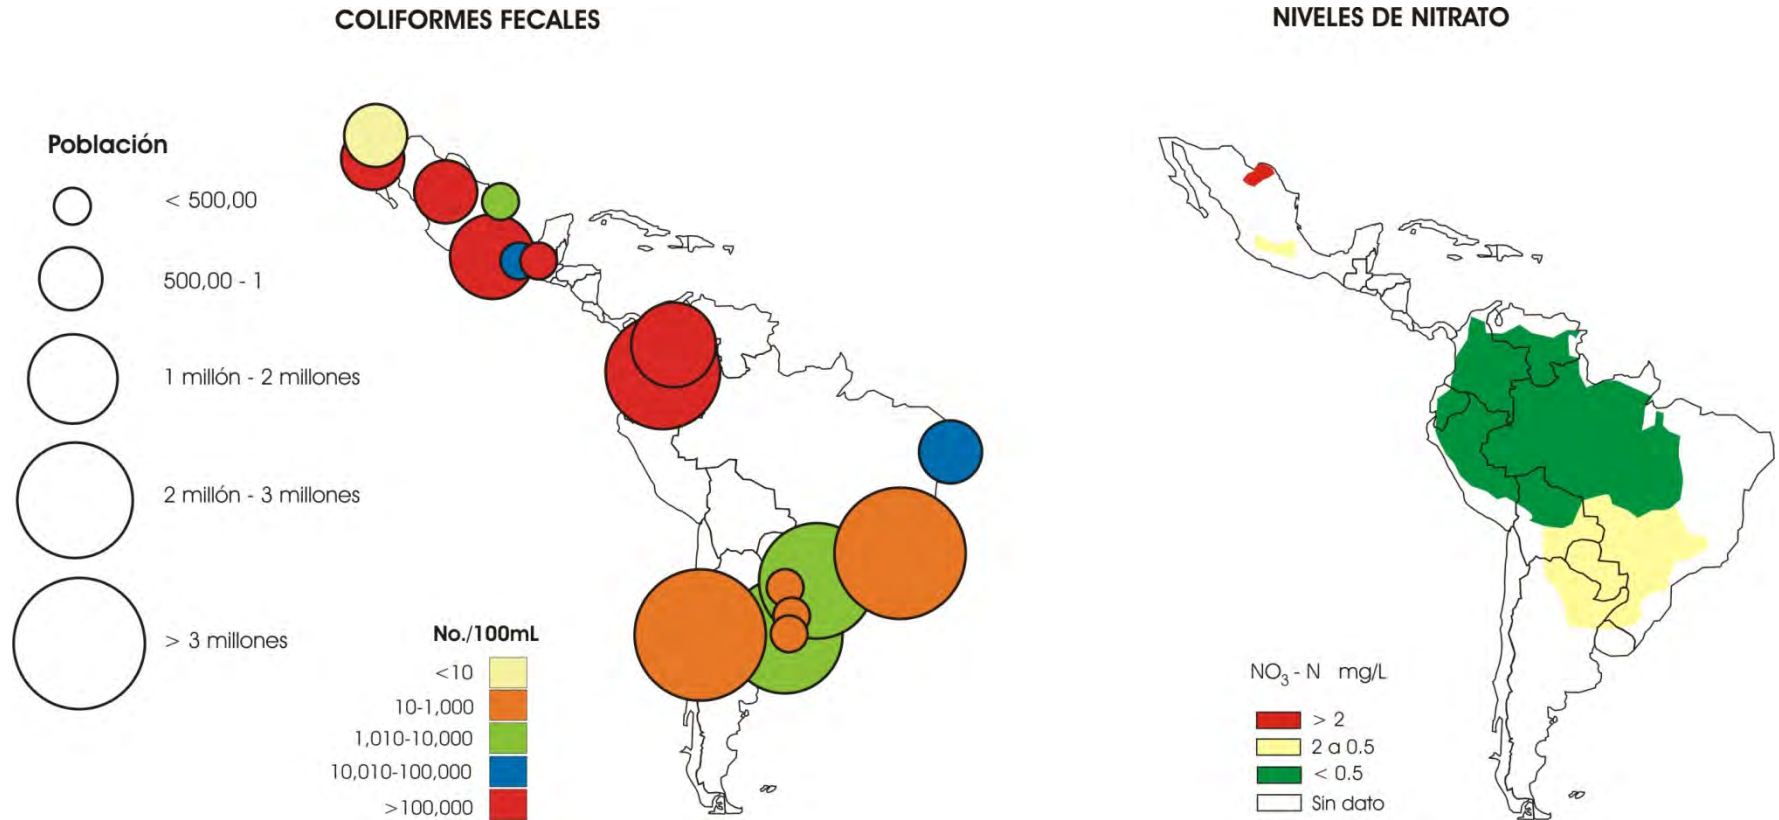 COLIFORMES FECALES
Población
< 500,00
500,00 - 1
1 millón - 2 millones
2 millón - 3 millones
> 3 millones
No./100mL
<10
10-1,000
1,010-10,000
10,010-100,000
>100,000
NIVELES DE NITRATO
NO₃ - N mg/L
> 2
2 a 0.5
< 0.5
Sin dato